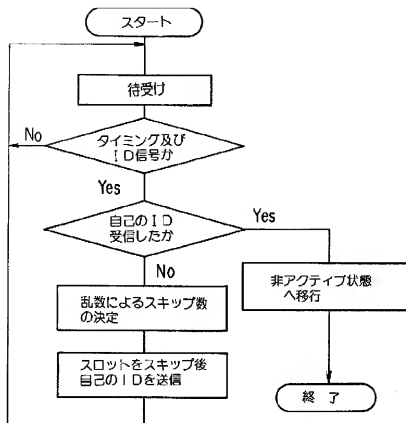 スタート
待受け
タイミング及び
ID信号か
No
Yes
自己のID
受信したか
Yes
No
乱数によるスキップ数
の決定
非アクティブ状態
へ移行
スロットをスキップ後
自己のIDを送信
終了